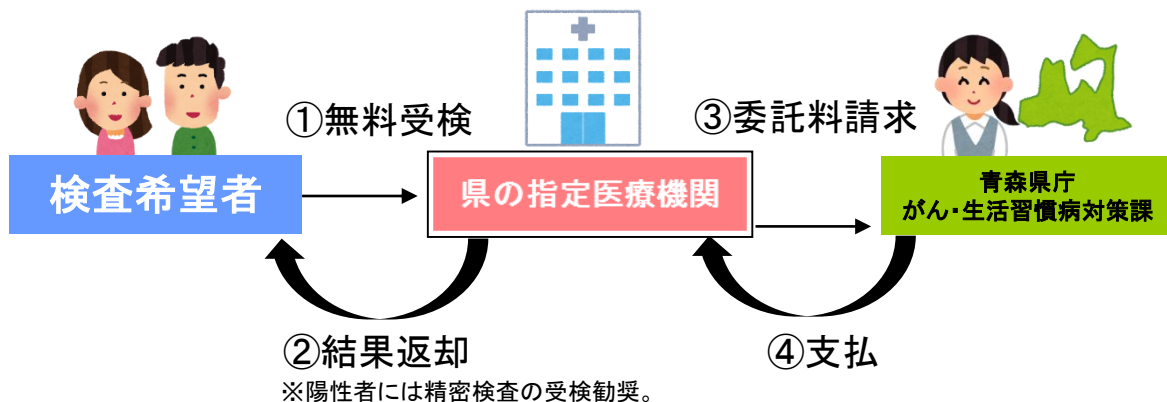 ①無料受検
③委託料請求
検査希望者
県の指定医療機関
青森県庁
がん・生活習慣病対策課
②結果返却
※陽性者には精密検査の受検勧奨。
④支払